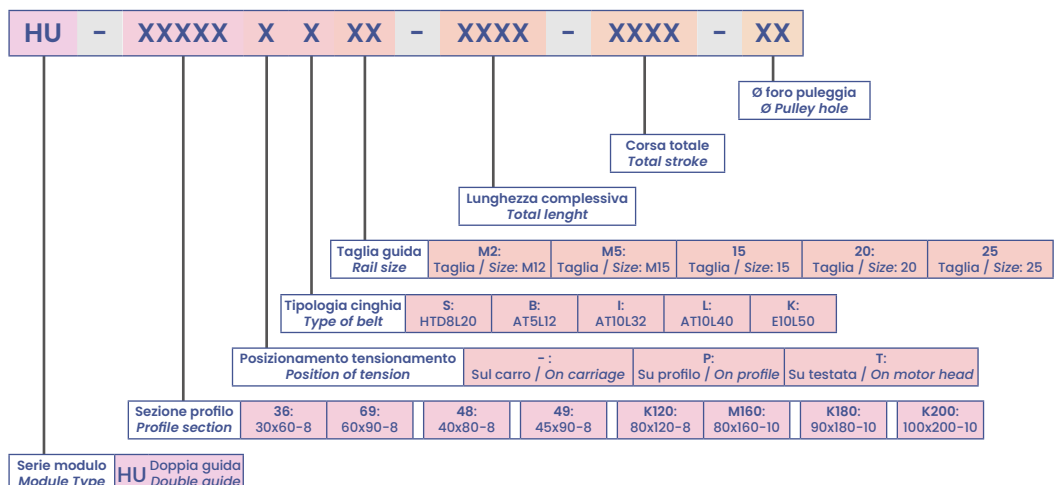 HU - XXXXX X X XX - XXXX - XXXX - XX
Ø foro puleggia
Ø Pulley hole
Corsa totale
Total stroke
Lunghezza complessiva
Total lenght
Taglia guida
Rail size
M2:
Taglia / Size: M12
M5:
Taglia / Size: M15
15
Taglia / Size: 15
20:
Taglia / Size: 20
25
Taglia / Size: 25
Tipologia cinghia
Type of belt
S:
HTD8L20
B:
AT5L12
I:
AT10L32
L:
AT10L40
K:
E10L50
Posizionamento tensionamento
Position of tension
- :
Sul carro / On carriage
P:
Su profilo / On profile
T:
Su testata / On motor head
Sezione profilo
Profile section
36:
30x60-8
69:
60x90-8
48:
40x80-8
49:
45x90-8
K120:
80x120-8
M160:
80x160-10
K180:
90x180-10
K200:
100x200-10
Serie modulo
Module Type
HU
Doppia guida
Double guide